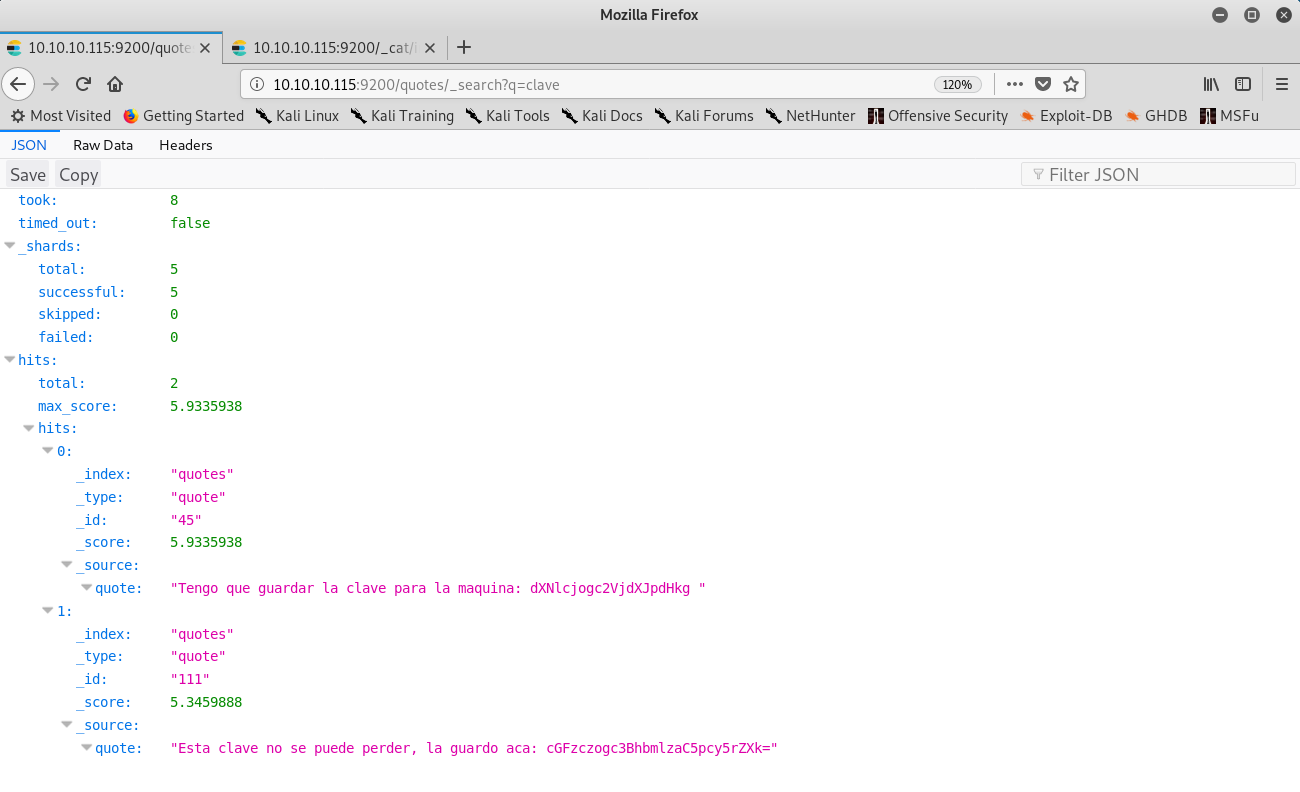 Mozilla Firefox
10.10.10.115:9200/quote 10.10.10.115:9200/_cat/i
10.10.10.115:9200/quotes/_search?q=clave 120%
Most Visited Getting Started Kali Linux Kali Training Kali Tools Kali Docs Kali Forums NetHunter Offensive Security Exploit-DB GHDB MSFu
JSON Raw Data Headers
Save Copy Filter JSON
took: 8
timed_out: false
_shards:
total: 5
successful: 5
skipped: 0
failed: 0
hits:
total: 2
max_score: 5.9335938
hits:
0:
_index: "quotes"
_type: "quote"
_id: "45"
_score: 5.9335938
_source:
quote: "Tengo que guardar la clave para la maquina: dXNlcjogc2VjdXJpdHkg "
1:
_index: "quotes"
_type: "quote"
_id: "111"
_score: 5.3459888
_source:
quote: "Esta clave no se puede perder, la guardo aca: cGFzczogc3BhbmlzaC5pcy5rZXk="